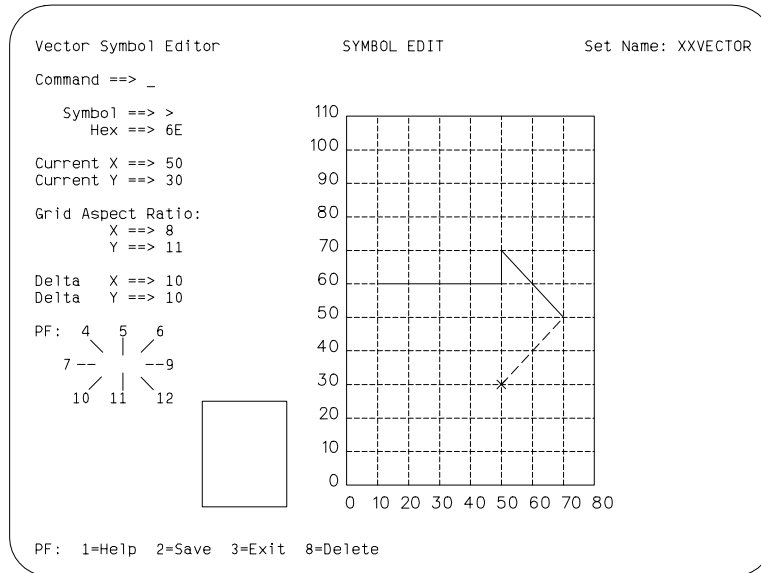 Vector Symbol Editor SYMBOL EDIT Set Name: XXVECTOR
Command ==> _
Symbol ==> >
Hex ==> 6E
Current X ==> 50
Current Y ==> 30
Grid Aspect Ratio:
X ==> 8
Y ==> 11
Delta X ==> 10
Delta Y ==> 10
PF: 4 5 6
7 -- --9
10 11 12
110
100
90
80
70
60
50
40
30
20
10
0
0 10 20 30 40 50 60 70 80
PF: 1=Help 2=Save 3=Exit 8=Delete